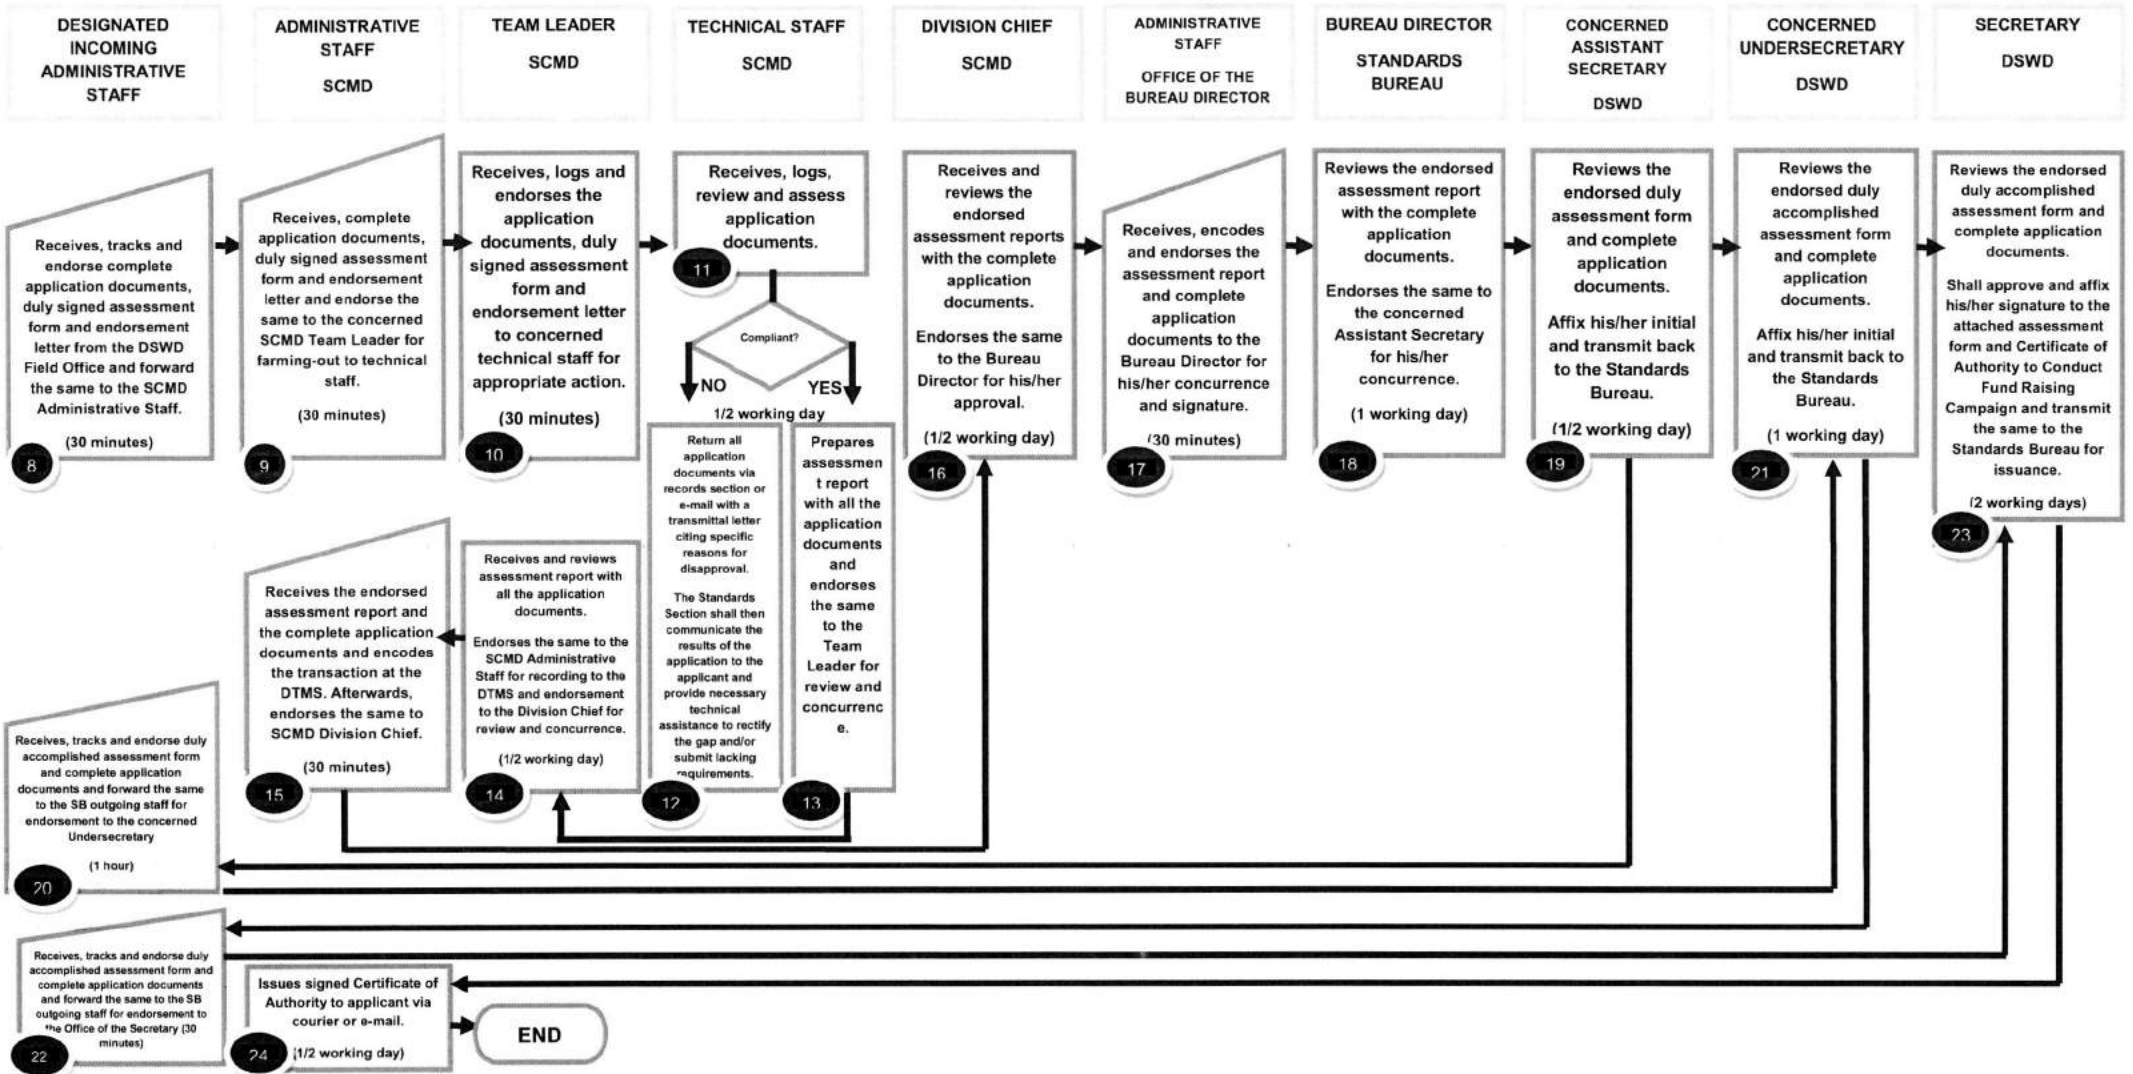 DESIGNATED
INCOMING
ADMINISTRATIVE
STAFF
ADMINISTRATIVE
STAFF
SCMD
TEAM LEADER
SCMD
TECHNICAL STAFF
SCMD
DIVISION CHIEF
SCMD
ADMINISTRATIVE
STAFF
OFFICE OF THE
BUREAU DIRECTOR
BUREAU DIRECTOR
STANDARDS
BUREAU
CONCERNED
ASSISTANT
SECRETARY
DSWD
CONCERNED
UNDERSECRETARY
DSWD
SECRETARY
DSWD
Receives, tracks and
endorse complete
application documents,
duly signed assessment
form and endorsement
letter from the DSWD
Field Office and forward
the same to the SCMD
Administrative Staff.
(30 minutes)
8
Receives, complete
application documents,
duly signed assessment
form and endorsement
letter and endorse the
same to the concerned
SCMD Team Leader for
farming-out to technical
staff.
(30 minutes)
9
Receives, logs and
endorses the
application
documents, duly
signed assessment
form and
endorsement letter
to concerned
technical staff for
appropriate action.
(30 minutes)
10
Receives, logs,
review and assess
application
documents.
11
Compliant?
NO
YES
1/2 working day
Return all
application
documents via
records section or
e-mail with a
transmittal letter
citing specific
reasons for
disapproval.
The Standards
Section shall then
communicate the
results of the
application to the
applicant and
provide necessary
technical
assistance to rectify
the gap and/or
submit lacking
requirements.
12
Prepares
assessmen
t report
with all the
application
documents
and
endorses
the same
to the
Team
Leader for
review and
concurrenc
e.
13
Receives and reviews
assessment report with
all the application
documents.
Endorses the same to the
SCMD Administrative
Staff for recording to the
DTMS and endorsement
to the Division Chief for
review and concurrence.
(1/2 working day)
14
Receives the endorsed
assessment report and
the complete application
documents and encodes
the transaction at the
DTMS. Afterwards,
endorses the same to
SCMD Division Chief.
(30 minutes)
15
Receives and
reviews the
endorsed
assessment reports
with the complete
application
documents.
Endorses the same
to the Bureau
Director for his/her
approval.
(1/2 working day)
16
Receives, encodes
and endorses the
assessment report
and complete
application
documents to the
Bureau Director for
his/her concurrence
and signature.
(30 minutes)
17
Reviews the endorsed
assessment report
with the complete
application
documents.
Endorses the same to
the concerned
Assistant Secretary
for his/her
concurrence.
(1 working day)
18
Reviews the
endorsed duly
assessment form
and complete
application
documents.
Affix his/her initial
and transmit back
to the Standards
Bureau.
(1/2 working day)
19
Receives, tracks and endorse duly
accomplished assessment form
and complete application
documents and forward the same
to the SB outgoing staff for
endorsement to the concerned
Undersecretary
(1 hour)
20
Reviews the
endorsed duly
accomplished
assessment form
and complete
application
documents.
Affix his/her initial
and transmit back to
the Standards
Bureau.
(1 working day)
21
Receives, tracks and endorse duly
accomplished assessment form and
complete application documents
and forward the same to the SB
outgoing staff for endorsement to
the Office of the Secretary (30
minutes)
22
Reviews the endorsed
duly accomplished
assessment form and
complete application
documents.
Shall approve and affix
his/her signature to the
attached assessment
form and Certificate of
Authority to Conduct
Fund Raising
Campaign and transmit
the same to the
Standards Bureau for
issuance.
(2 working days)
23
Issues signed Certificate of
Authority to applicant via
courier or e-mail.
(1/2 working day)
24
END